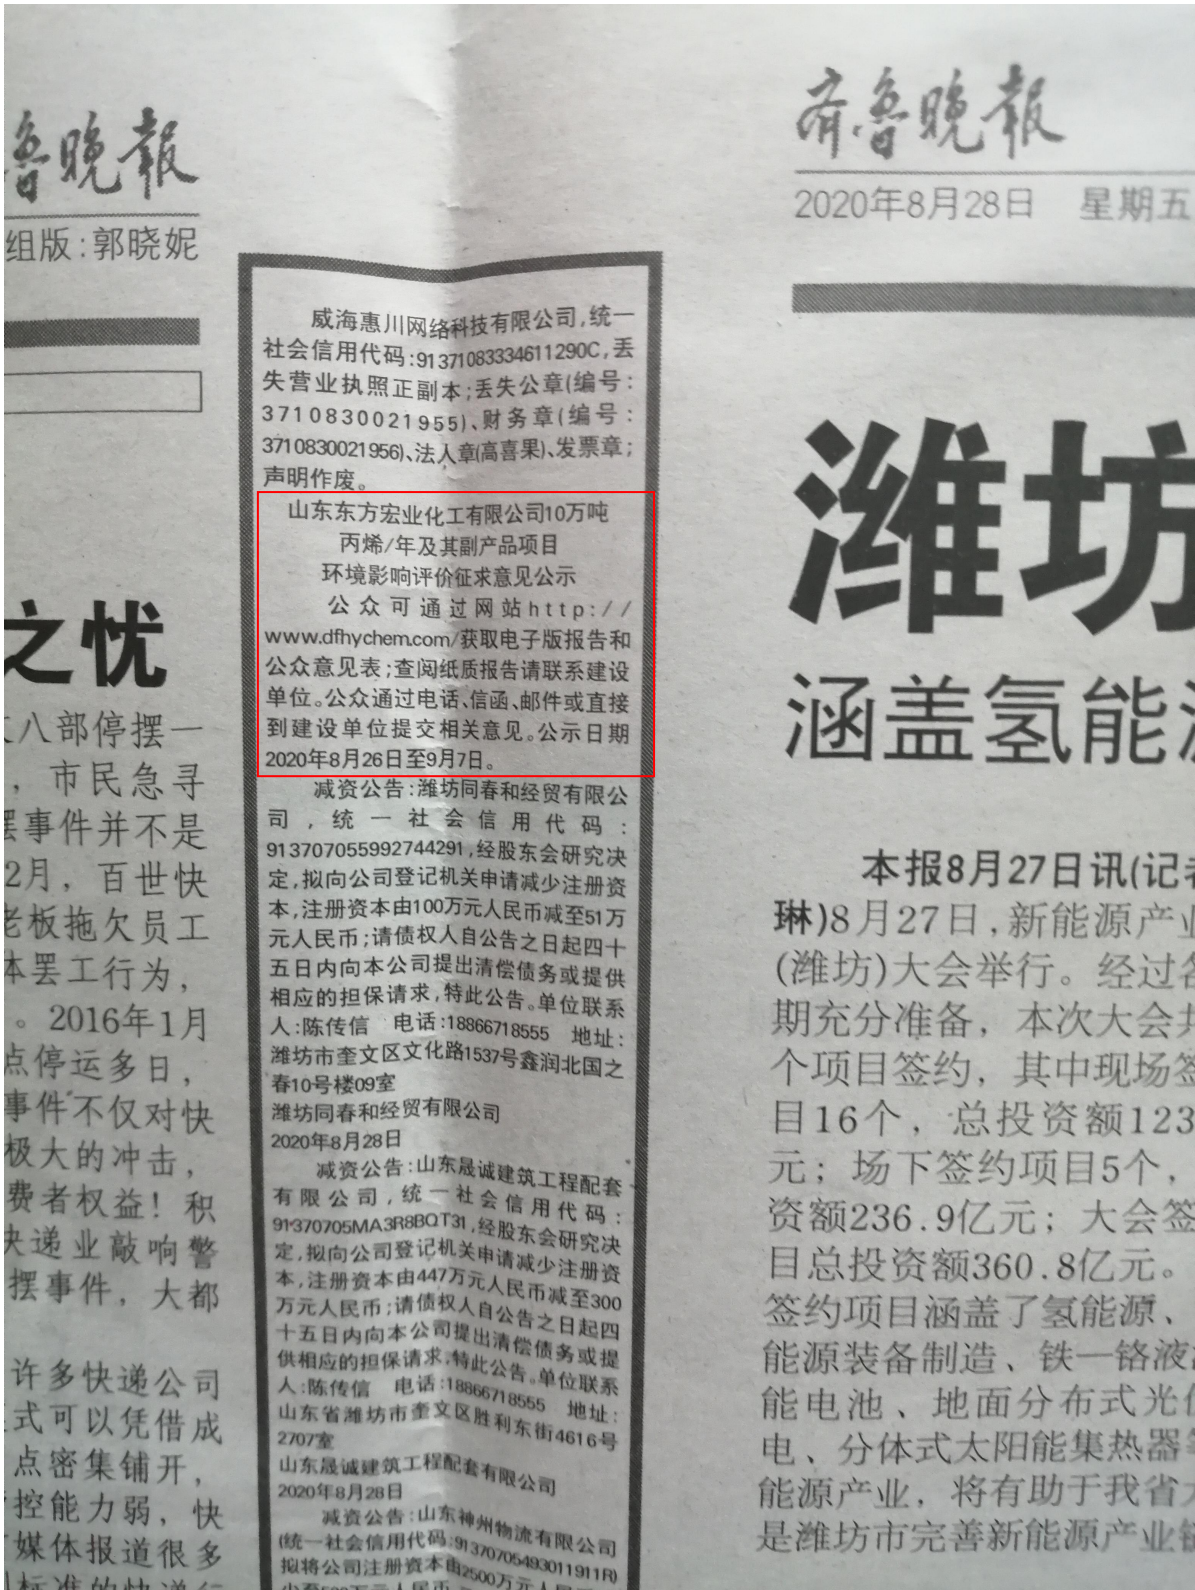 鲁晚報
组版:郭晓妮
之忧
八部停摆一
，市民急寻
摆事件并不是
2月，百世快
老板拖欠员工
体罢工行为，
。2016年1月
点停运多日，
事件不仅对快
极大的冲击，
费者权益！积
快递业敲响警
摆事件，大都
许多快递公司
式可以凭借成
点密集铺开，
控能力弱，快
媒体报道很多
威海惠川网络科技有限公司,统一
社会信用代码:91371083334611290C,丢
失营业执照正副本;丢失公章(编号:
3710830021955)、财务章(编号:
3710830021956)、法人章(高喜果)、发票章;
声明作废。
山东东方宏业化工有限公司10万吨
丙烯/年及其副产品项目
环境影响评价征求意见公示
公众可通过网站http://
www.dfhychem.com/获取电子版报告和
公众意见表;查阅纸质报告请联系建设
单位。公众通过电话、信函、邮件或直接
到建设单位提交相关意见。公示日期
2020年8月26日至9月7日。
减资公告:潍坊同春和经贸有限公
司,统一社会信用代码:
913707055992744291,经股东会研究决
定,拟向公司登记机关申请减少注册资
本,注册资本由100万元人民币减至51万
元人民币;请债权人自公告之日起四十
五日内向本公司提出清偿债务或提供
相应的担保请求,特此公告。单位联系
人:陈传信 电话:18866718555 地址:
潍坊市奎文区文化路1537号鑫润北国之
春10号楼09室
潍坊同春和经贸有限公司
2020年8月28日
减资公告:山东晟诚建筑工程配套
有限公司,统一社会信用代码:
91370705MA3R8BQT31,经股东会研究决
定,拟向公司登记机关申请减少注册资
本,注册资本由447万元人民币减至300
万元人民币;请债权人自公告之日起四
十五日内向本公司提出清偿债务或提
供相应的担保请求,特此公告。单位联系
人:陈传信 电话:18866718555 地址:
山东省潍坊市奎文区胜利东街4616号
2707室
山东晟诚建筑工程配套有限公司
2020年8月28日
减资公告:山东神州物流有限公司
(统一社会信用代码:91370705493011911R)
拟将公司注册资本由2500万元人民币减
齐鲁晚報
2020年8月28日 星期五
潍坊
涵盖氢能
本报8月27日讯(记者
琳)8月27日,新能源产业
(潍坊)大会举行。经过各
期充分准备，本次大会共
个项目签约，其中现场签
目16个，总投资额123
元；场下签约项目5个，
资额236.9亿元；大会签
目总投资额360.8亿元。
签约项目涵盖了氢能源、
能源装备制造、铁—铬液
能电池、地面分布式光伏
电、分体式太阳能集热器等
能源产业，将有助于我省
是潍坊市完善新能源产业链